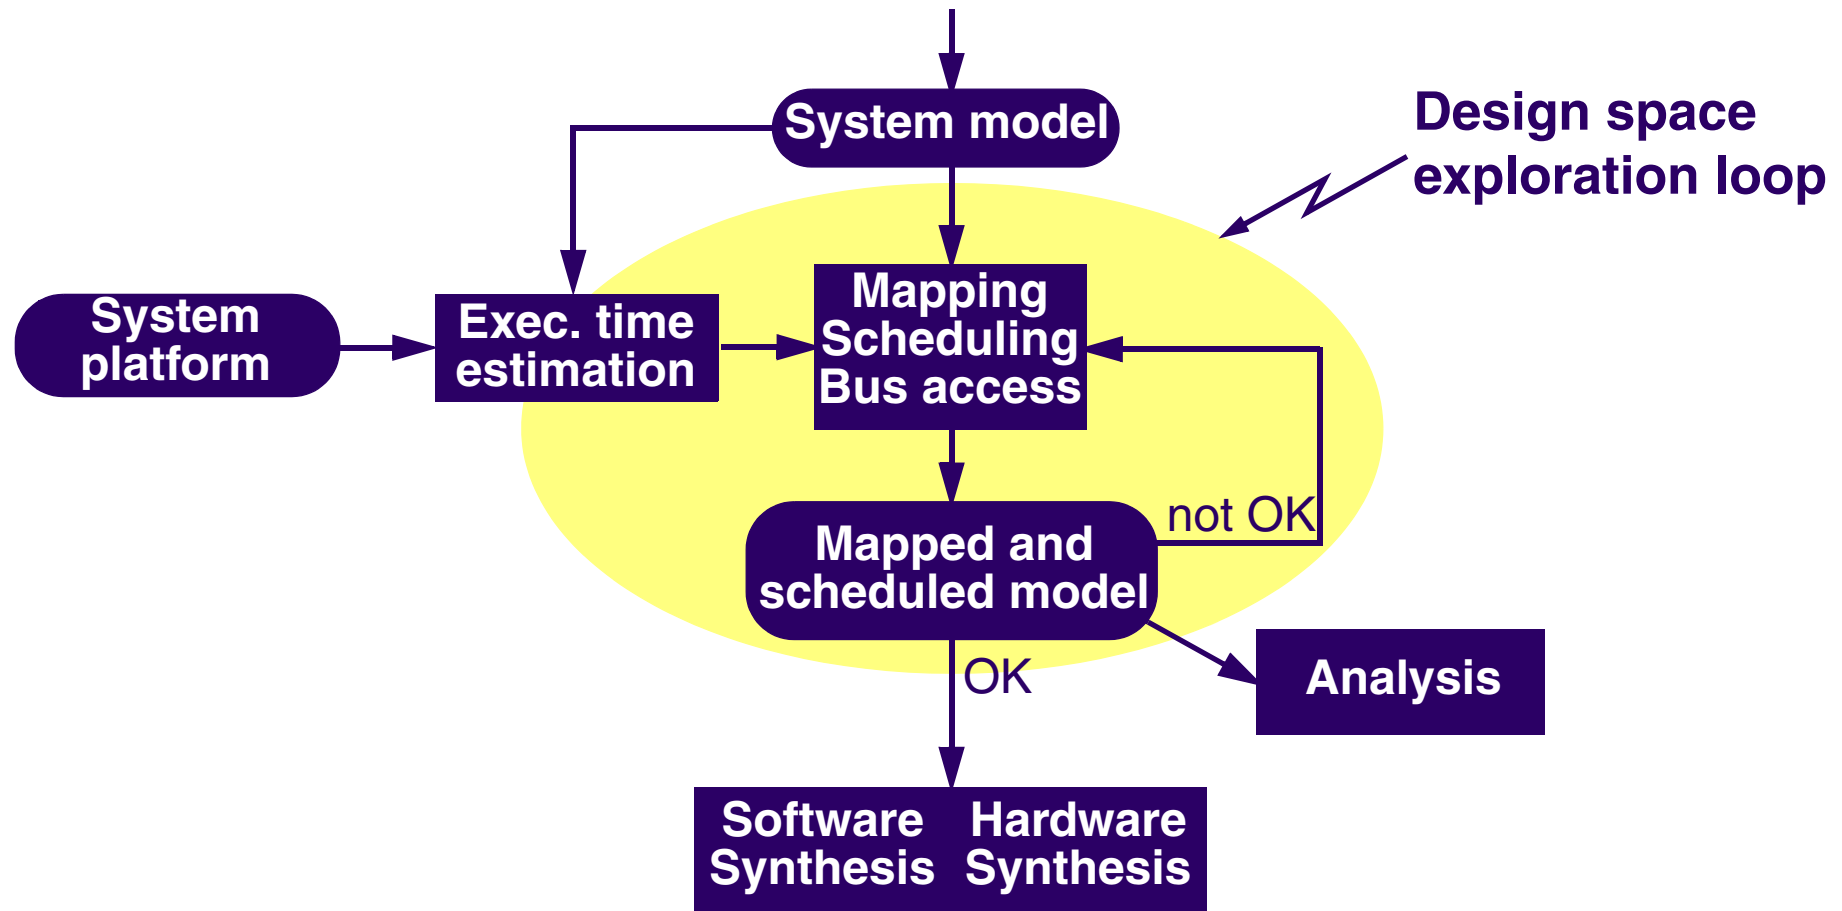 System model
Design space
exploration loop
System
platform
Exec. time
estimation
Mapping
Scheduling
Bus access
not OK
Mapped and
scheduled model
OK
Analysis
Software
Synthesis
Hardware
Synthesis